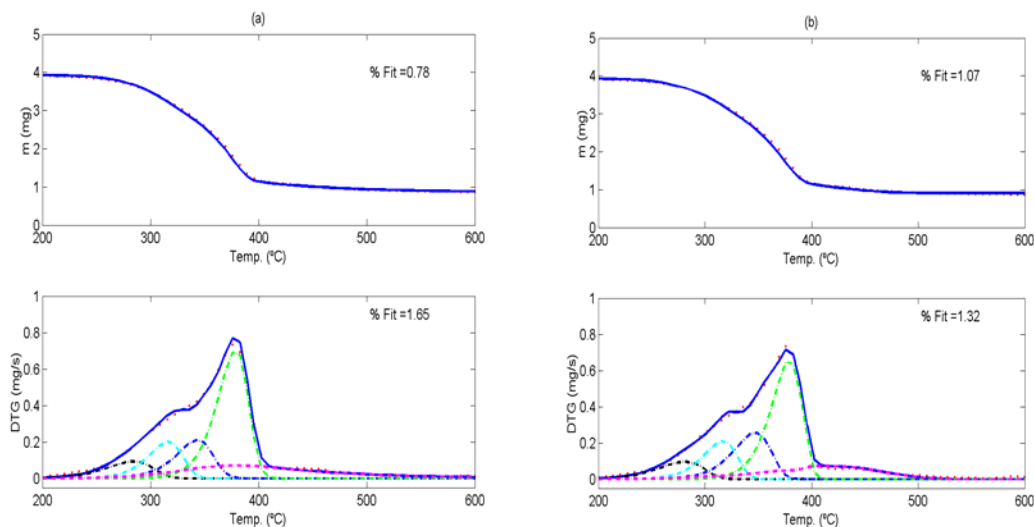 (a)
5
4
3
2
1
0
m (mg)
% Fit =0.78
200 300 400 500 600
Temp. (ºC)
(b)
5
4
3
2
1
0
m (mg)
% Fit =1.07
200 300 400 500 600
Temp. (ºC)
1
0.8
0.6
0.4
0.2
0
DTG (mg/s)
% Fit =1.65
200 300 400 500 600
Temp. (ºC)
1
0.8
0.6
0.4
0.2
0
DTG (mg/s)
% Fit =1.32
200 300 400 500 600
Temp. (ºC)